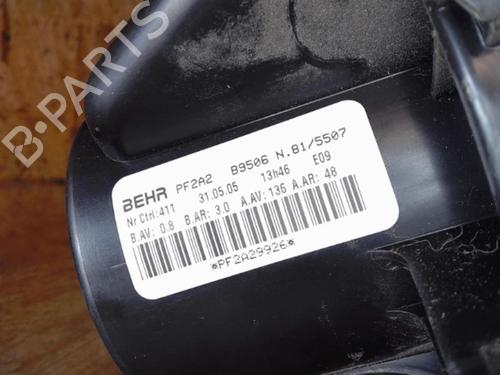 B-PARTS
BEHR PF2A2 B9506 N.81/5507
Nr Ctrl:411 31.05.05 13h46 E09
B.AV: 0.8 B.AR: 3.0 A.AV: 136 A.AR: 48
*PF2A29926*